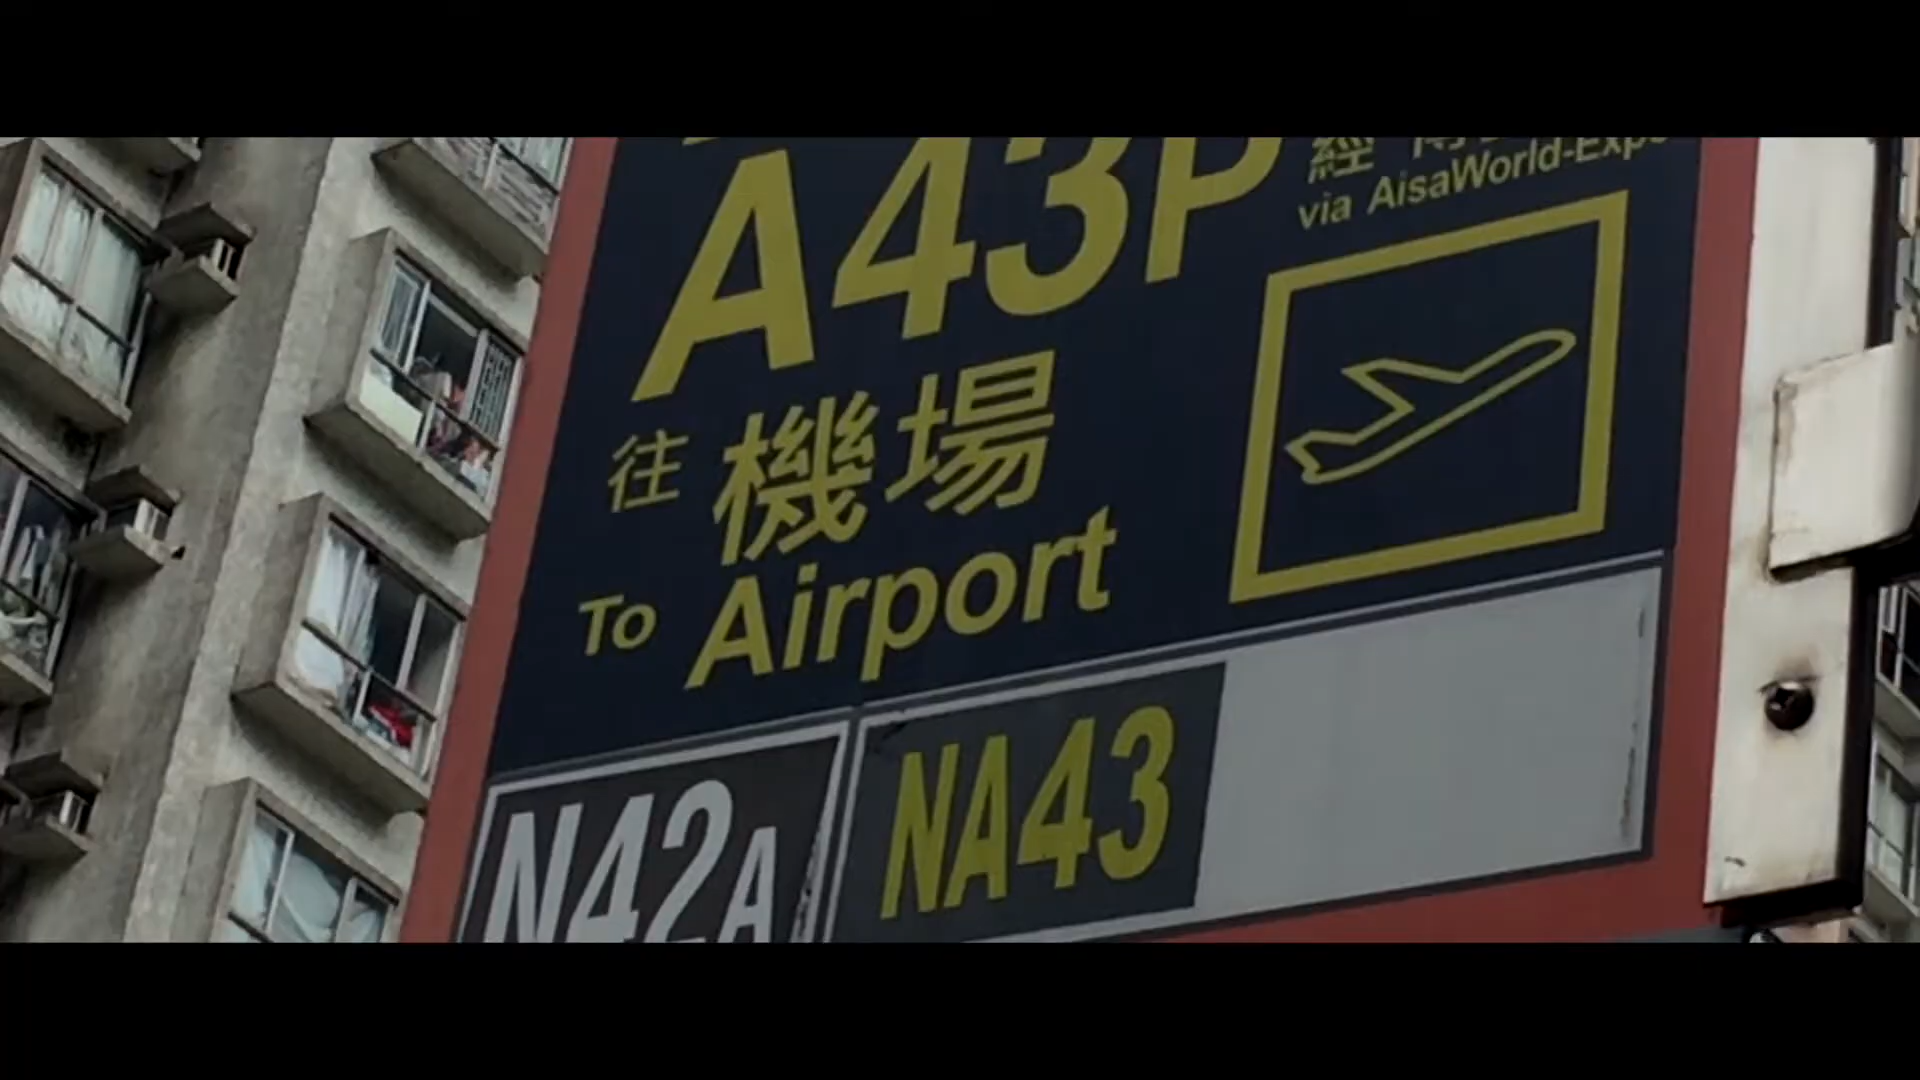 A43P
經
via AisaWorld-Expo
往 機場
To Airport
N42A
NA43